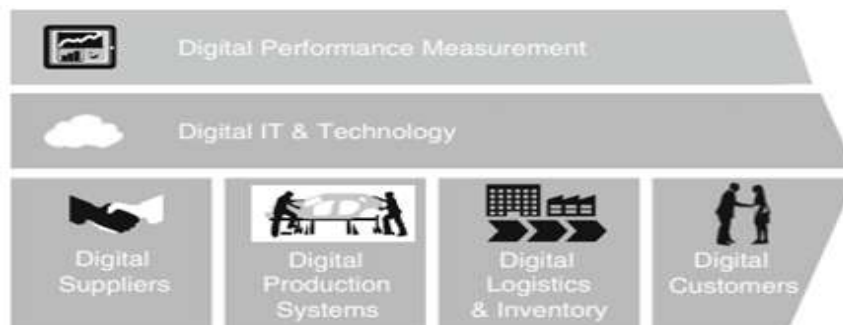 Digital Performance Measurement
Digital IT & Technology
Digital
Suppliers
Digital
Production
Systems
Digital
Logistics
& Inventory
Digital
Customers